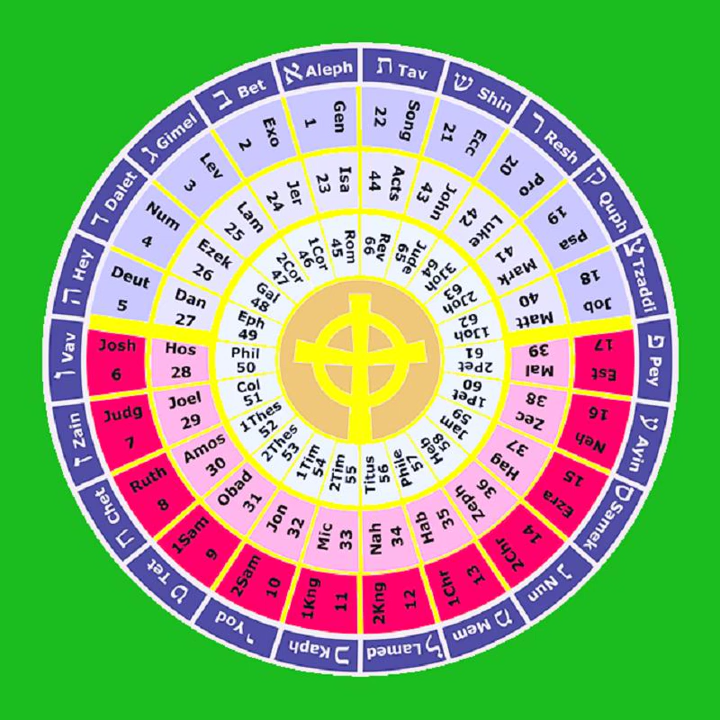 א Aleph
ב Bet
ג Gimel
ד Dalet
ה Hey
ו Vav
ז Zain
ח Chet
ט Tet
י Yod
כ Kaph
ל Lamed
מ Mem
נ Nun
ס Samek
ע Ayin
פ Pey
צ Tzaddi
ק Quph
ר Resh
ש Shin
ת Tav
Gen
1
Exo
2
Lev
3
Num
4
Deut
5
Josh
6
Judg
7
Ruth
8
1Sam
9
2Sam
10
1Kng
11
2Kng
12
1Chr
13
2Chr
14
Ezra
15
Neh
16
Est
17
Job
18
Psa
19
Pro
20
Ecc
21
Song
22
Isa
23
Jer
24
Lam
25
Ezek
26
Dan
27
Hos
28
Joel
29
Amos
30
Obad
31
Jon
32
Mic
33
Nah
34
Hab
35
Zeph
36
Hag
37
Zec
38
Mal
39
Matt
40
Mark
41
Luke
42
John
43
Acts
44
Rom
45
1Cor
46
2Cor
47
Gal
48
Eph
49
Phil
50
Col
51
1Thes
52
2Thes
53
1Tim
54
2Tim
55
Titus
56
Phile
57
Heb
58
Jam
59
1Pet
60
2Pet
61
1Joh
62
2Joh
63
3Joh
64
Jude
65
Rev
66